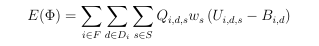 E(Φ) = ∑_{i∈F} ∑_{d∈D_i} ∑_{s∈S} Q_{i,d,s} w_s (U_{i,d,s} − B_{i,d})